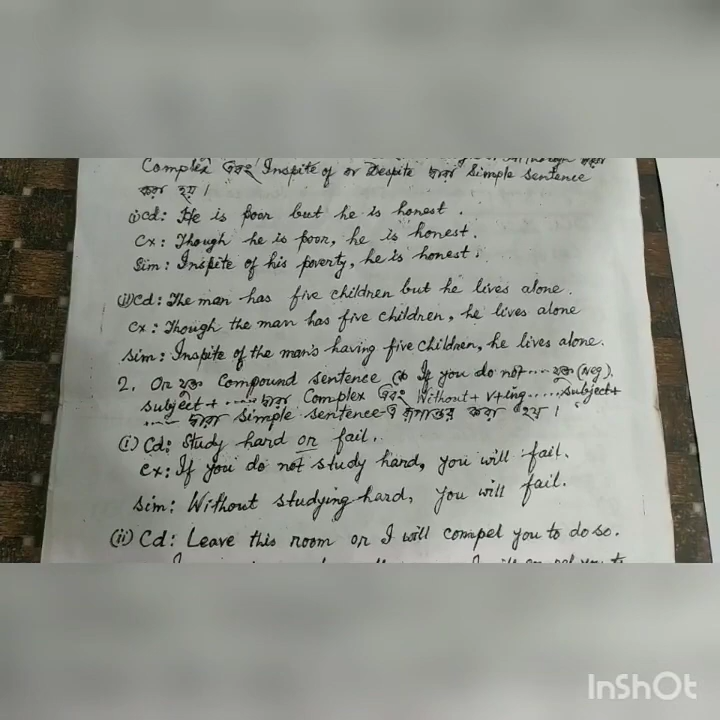 Complex এবং Inspite of or Despite দ্বারা Simple sentence
করা হয়।
(i) Cd: He is poor but he is honest.
Cx: Though he is poor, he is honest.
Sim: Inspite of his poverty, he is honest.
(ii) Cd: The man has five children but he lives alone.
Cx: Though the man has five children, he lives alone
Sim: Inspite of the man's having five children, he lives alone.
2. Or যুক্ত Compound sentence কে If you do not .... যুক্ত (Neg).
subject + ..... দ্বারা Complex এবং Without + V+ing ..... subject +
..... দ্বারা simple sentence-এ রূপান্তর করা হয়।
(i) Cd: Study hard or fail.
Cx: If you do not study hard, you will fail.
Sim: Without studying hard, you will fail.
(ii) Cd: Leave this room or I will compel you to do so.
InShOt